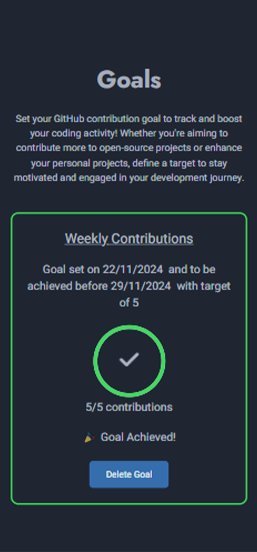 Goals
Set your GitHub contribution goal to track and boost
your coding activity! Whether you're aiming to
contribute more to open-source projects or enhance
your personal projects, define a target to stay
motivated and engaged in your development journey.
Weekly Contributions
Goal set on 22/11/2024 and to be
achieved before 29/11/2024 with target
of 5
5/5 contributions
🎉 Goal Achieved!
Delete Goal